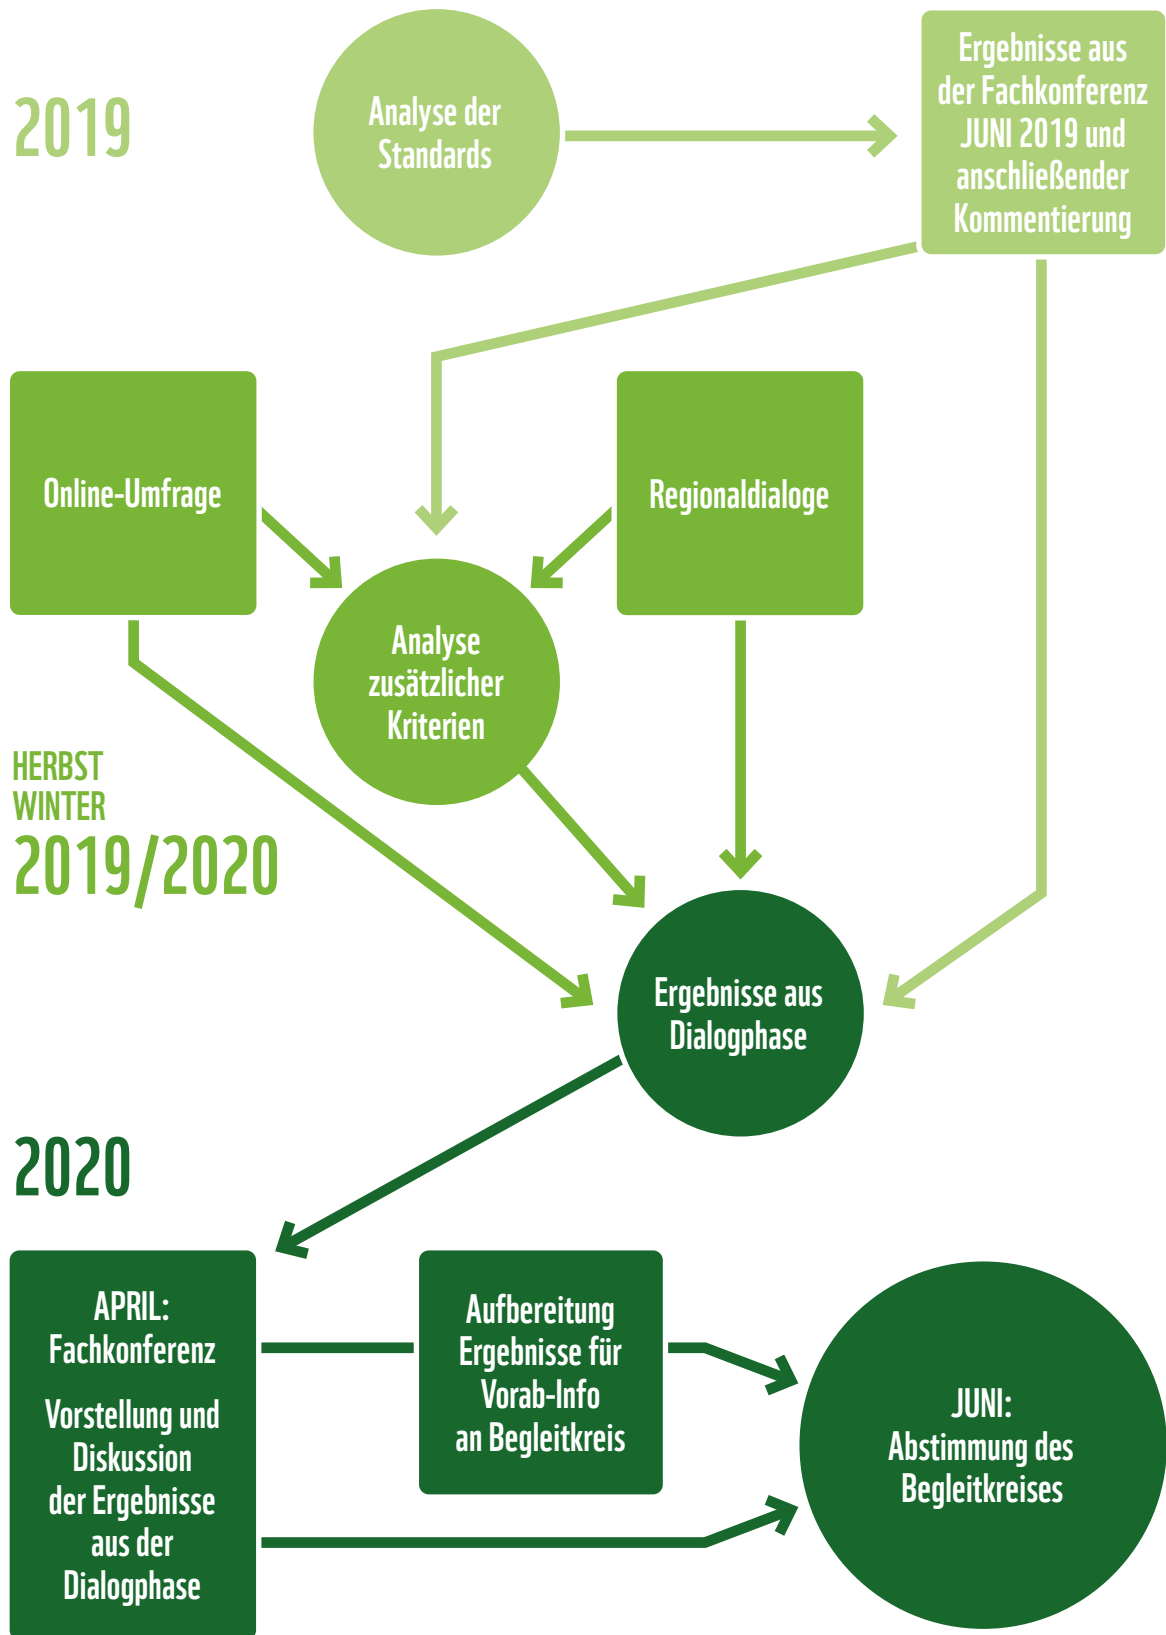 2019
Analyse der
Standards
Ergebnisse aus
der Fachkonferenz
JUNI 2019 und
anschließender
Kommentierung
Online-Umfrage
Regionaldialoge
Analyse
zusätzlicher
Kriterien
HERBST
WINTER
2019/2020
Ergebnisse aus
Dialogphase
2020
APRIL:
Fachkonferenz
Vorstellung und
Diskussion
der Ergebnisse
aus der
Dialogphase
Aufbereitung
Ergebnisse für
Vorab-Info
an Begleitkreis
JUNI:
Abstimmung des
Begleitkreises